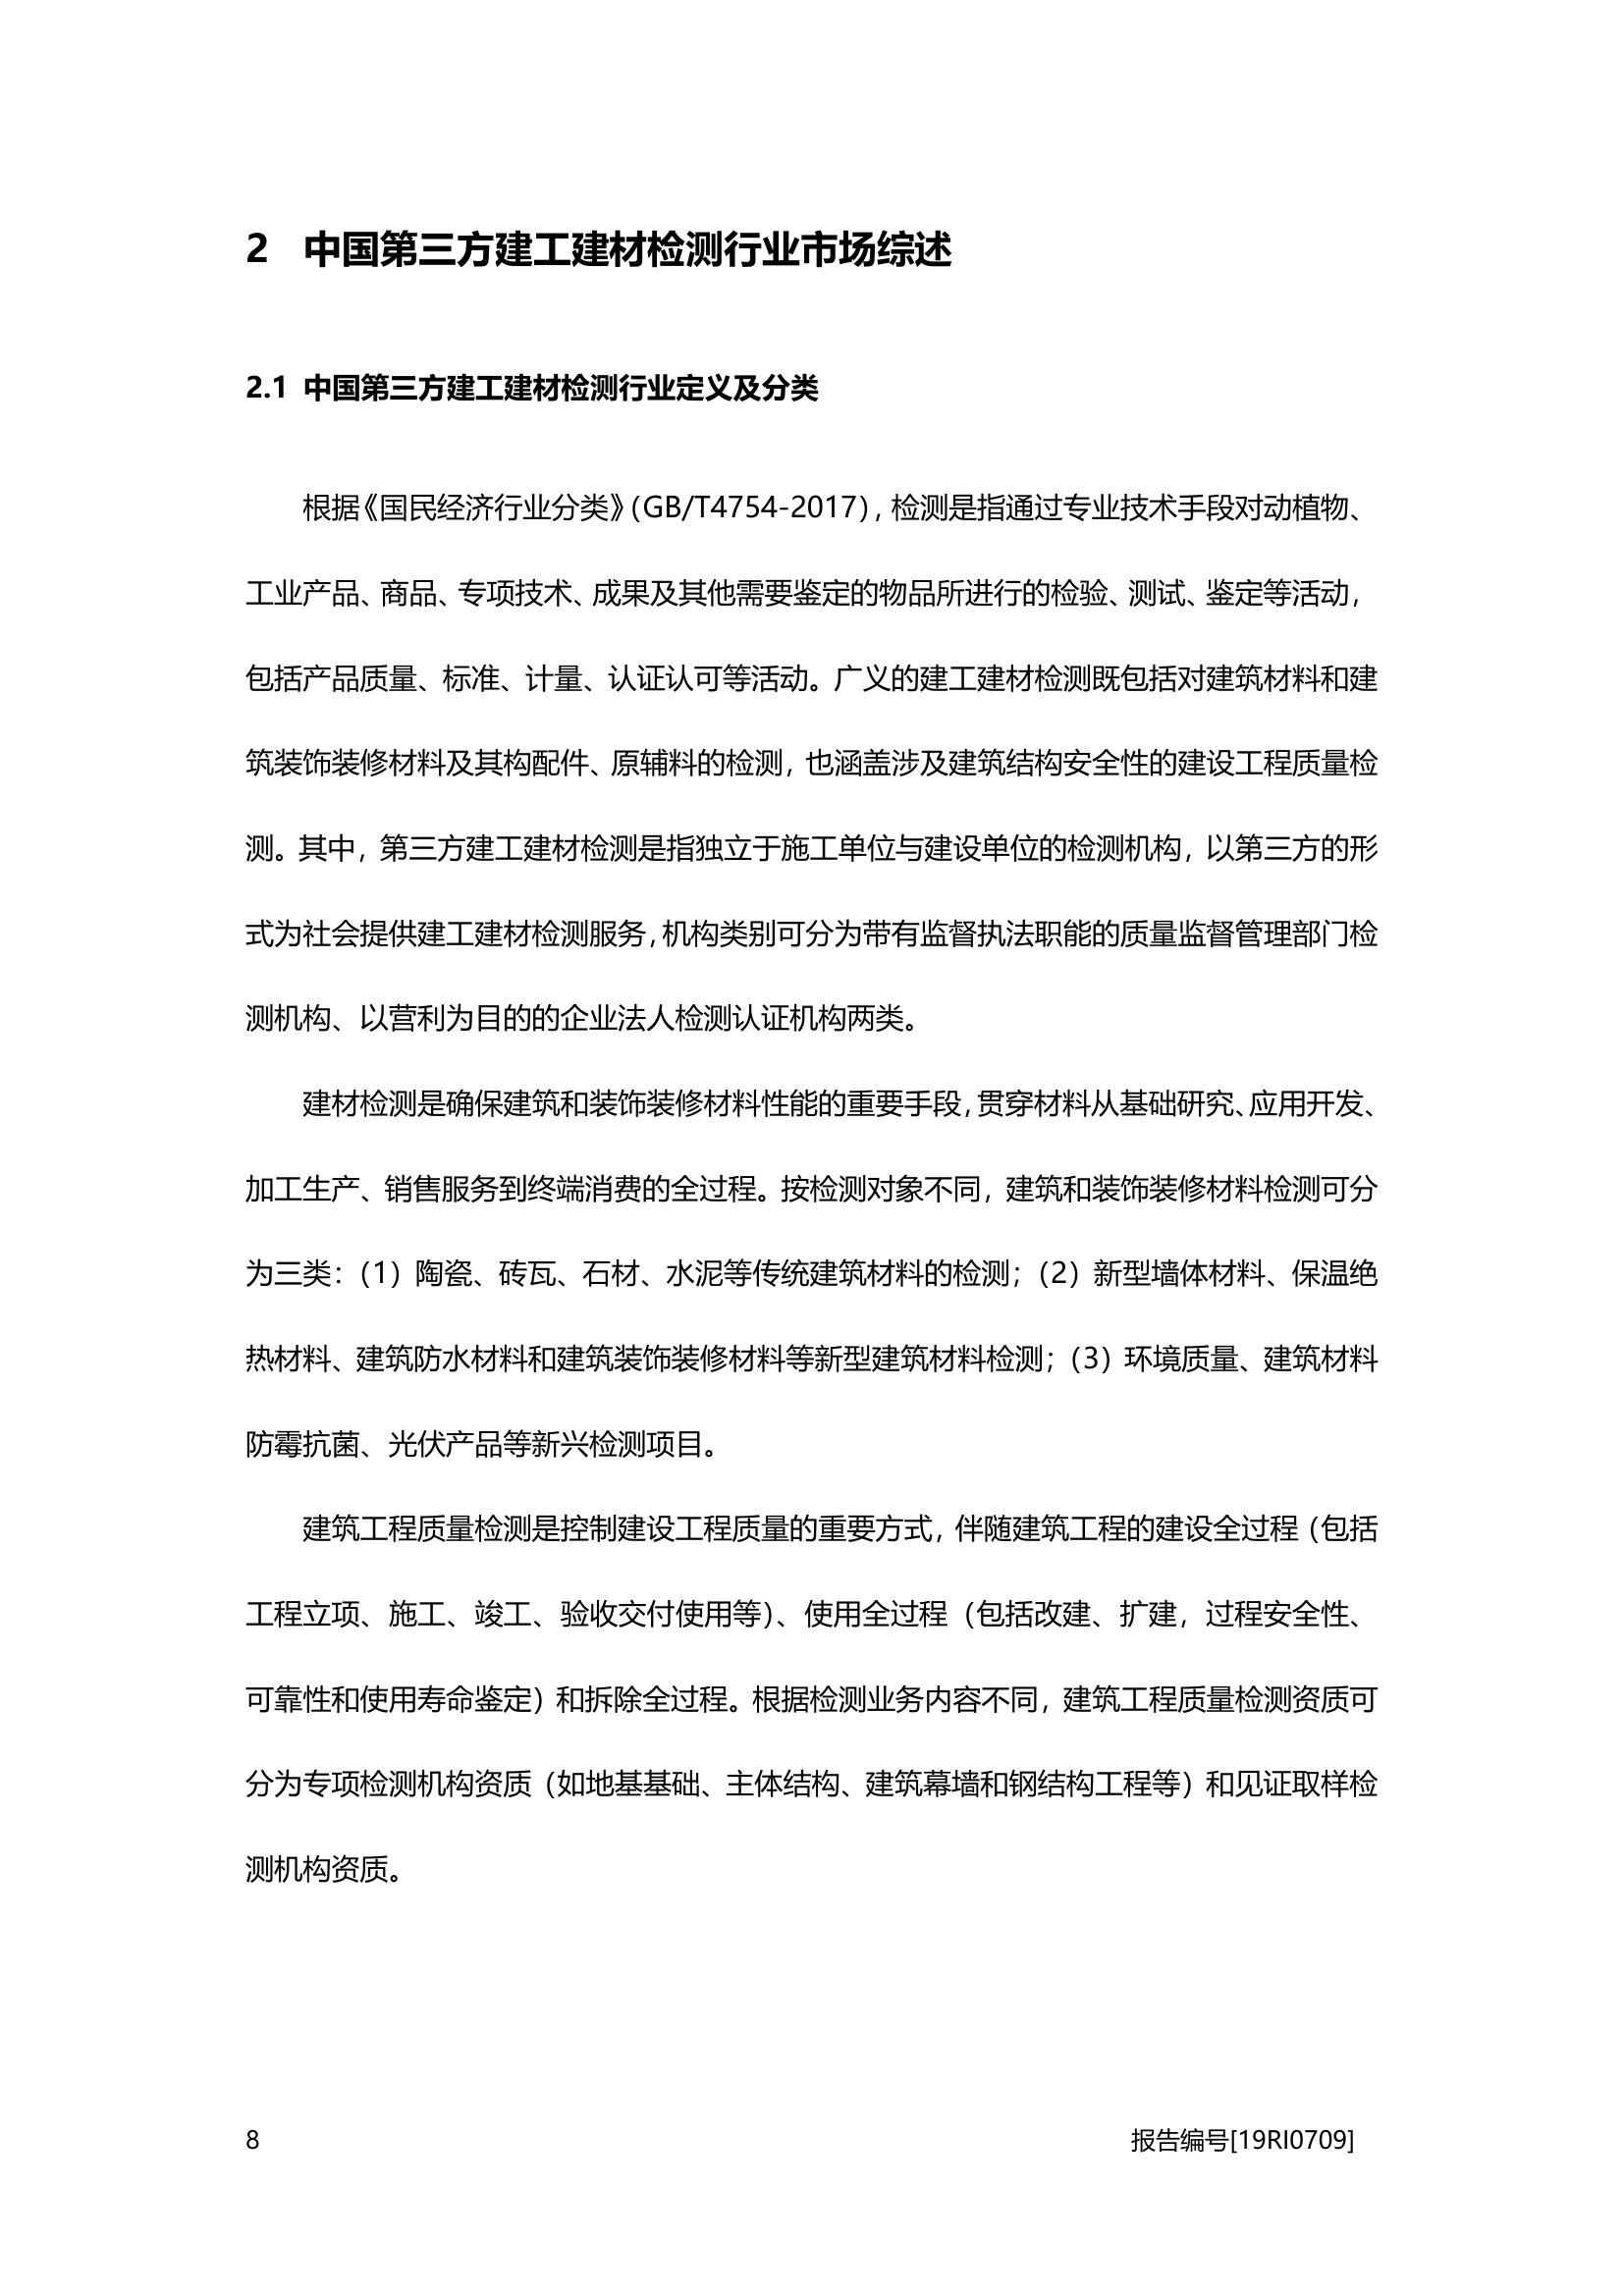 2 中国第三方建工建材检测行业市场综述
2.1 中国第三方建工建材检测行业定义及分类
根据《国民经济行业分类》（GB/T4754-2017），检测是指通过专业技术手段对动植物、
工业产品、商品、专项技术、成果及其他需要鉴定的物品所进行的检验、测试、鉴定等活动，
包括产品质量、标准、计量、认证认可等活动。广义的建工建材检测既包括对建筑材料和建
筑装饰装修材料及其构配件、原辅料的检测，也涵盖涉及建筑结构安全性的建设工程质量检
测。其中，第三方建工建材检测是指独立于施工单位与建设单位的检测机构，以第三方的形
式为社会提供建工建材检测服务，机构类别可分为带有监督执法职能的质量监督管理部门检
测机构、以营利为目的的企业法人检测认证机构两类。
建材检测是确保建筑和装饰装修材料性能的重要手段，贯穿材料从基础研究、应用开发、
加工生产、销售服务到终端消费的全过程。按检测对象不同，建筑和装饰装修材料检测可分
为三类：（1）陶瓷、砖瓦、石材、水泥等传统建筑材料的检测；（2）新型墙体材料、保温绝
热材料、建筑防水材料和建筑装饰装修材料等新型建筑材料检测；（3）环境质量、建筑材料
防霉抗菌、光伏产品等新兴检测项目。
建筑工程质量检测是控制建设工程质量的重要方式，伴随建筑工程的建设全过程（包括
工程立项、施工、竣工、验收交付使用等）、使用全过程（包括改建、扩建，过程安全性、
可靠性和使用寿命鉴定）和拆除全过程。根据检测业务内容不同，建筑工程质量检测资质可
分为专项检测机构资质（如地基基础、主体结构、建筑幕墙和钢结构工程等）和见证取样检
测机构资质。
8 报告编号[19RI0709]